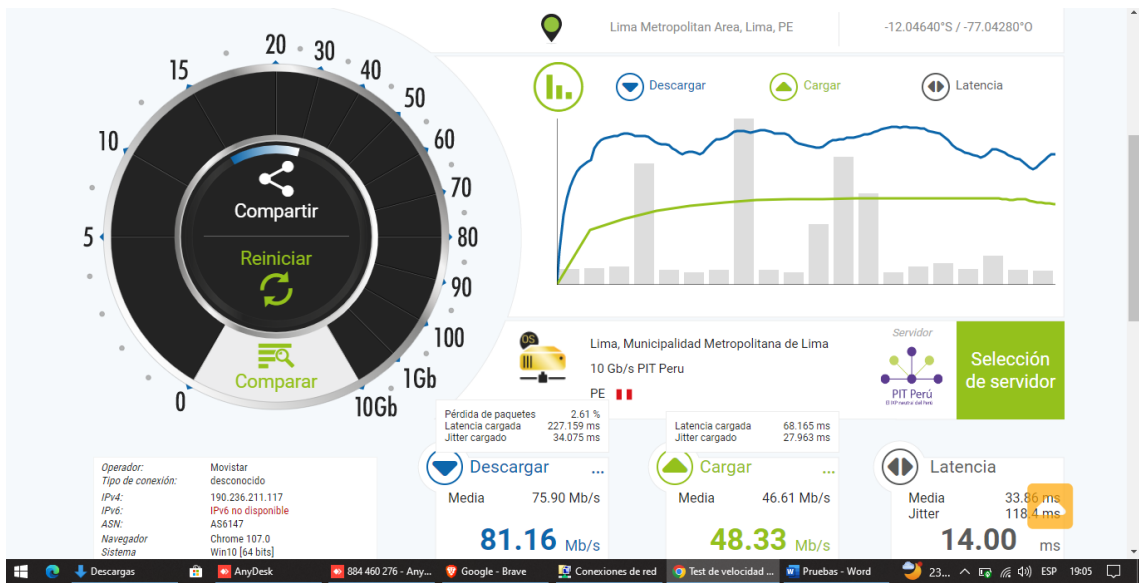 Lima Metropolitan Area, Lima, PE
-12.04640°S / -77.04280°O
Descargar
Cargar
Latencia
0
5
10
15
20
30
40
50
60
70
80
90
100
1Gb
10Gb
Compartir
Reiniciar
Comparar
OS
Lima, Municipalidad Metropolitana de Lima
10 Gb/s PIT Peru
PE
Servidor
PIT Perú
Selección
de servidor
Pérdida de paquetes 2.61 %
Latencia cargada 227.159 ms
Jitter cargado 34.075 ms
Latencia cargada 68.165 ms
Jitter cargado 27.963 ms
Operador: Movistar
Tipo de conexión: desconocido
IPv4: 190.236.211.117
IPv6: IPv6 no disponible
ASN: AS6147
Navegador Chrome 107.0
Sistema Win10 [64 bits]
Descargar ...
Media 75.90 Mb/s
81.16 Mb/s
Cargar ...
Media 46.61 Mb/s
48.33 Mb/s
Latencia
Media 33.86 ms
Jitter 118.4 ms
14.00 ms
Descargas
AnyDesk
884 460 276 - Any...
Google - Brave
Conexiones de red
Test de velocidad ...
Pruebas - Word
23...
ESP
19:05